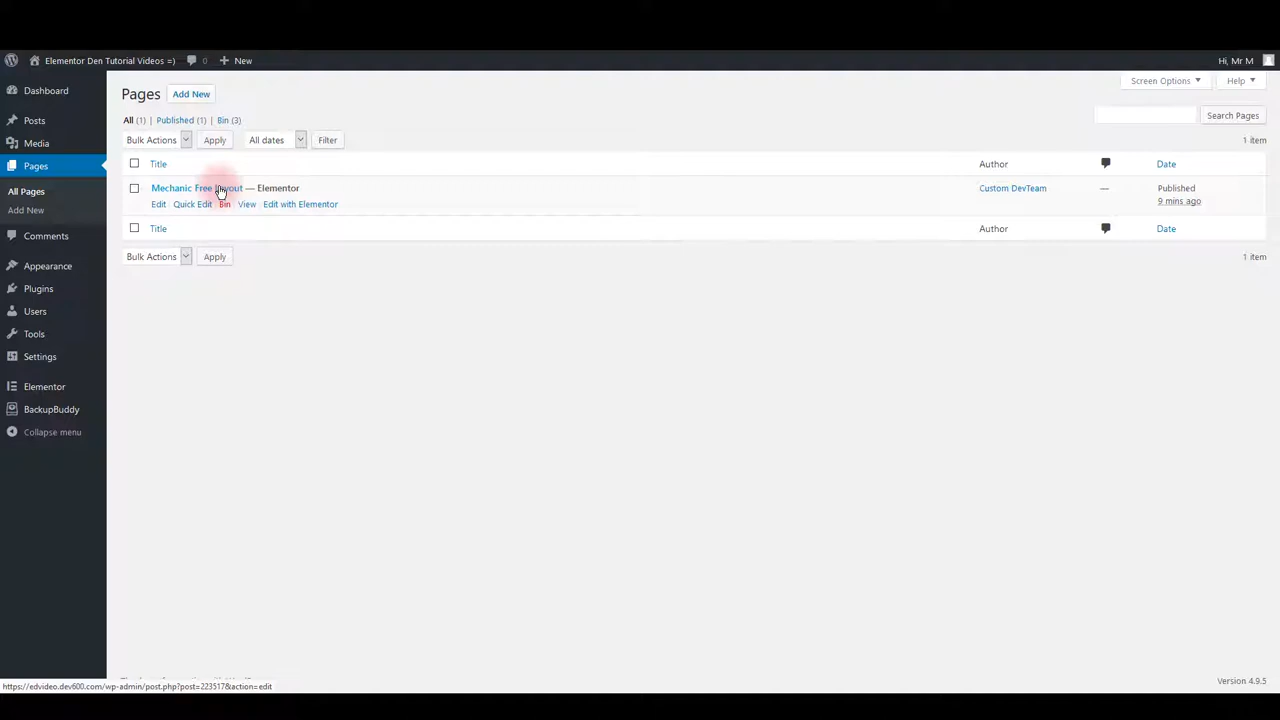 Elementor Den Tutorial Videos =) 0 New Hi, Mr M
Dashboard
Posts
Media
Pages
All Pages
Add New
Comments
Appearance
Plugins
Users
Tools
Settings
Elementor
BackupBuddy
Collapse menu
Screen Options Help
Pages Add New
All (1) | Published (1) | Bin (3)
Search Pages
Bulk Actions Apply All dates Filter 1 item
Title Author Date
Mechanic Free Layout — Elementor Custom DevTeam — Published
Edit Quick Edit Bin View Edit with Elementor 9 mins ago
Title Author Date
Bulk Actions Apply 1 item
https://edvideo.dev600.com/wp-admin/post.php?post=223517&action=edit
Version 4.9.5